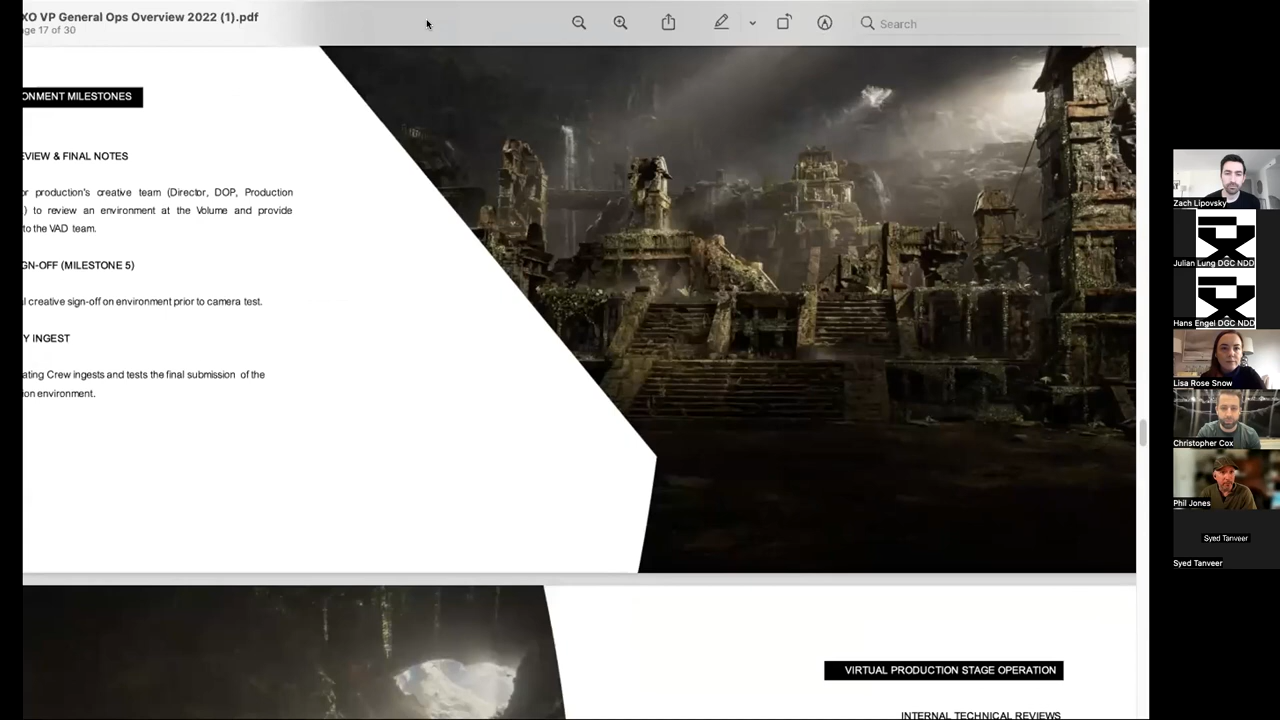 XO VP General Ops Overview 2022 (1).pdf
ge 17 of 30
Search
ONMENT MILESTONES
EVIEW & FINAL NOTES
or production's creative team (Director, DOP, Production
) to review an environment at the Volume and provide
to the VAD team.
GN-OFF (MILESTONE 5)
l creative sign-off on environment prior to camera test.
Y INGEST
ating Crew ingests and tests the final submission of the
ion environment.
VIRTUAL PRODUCTION STAGE OPERATION
INTERNAL TECHNICAL REVIEWS
Zach Lipovsky
Julian Lung DGC NDD
Hans Engel DGC NDD
Lisa Rose Snow
Christopher Cox
Phil Jones
Syed Tanveer
Syed Tanveer